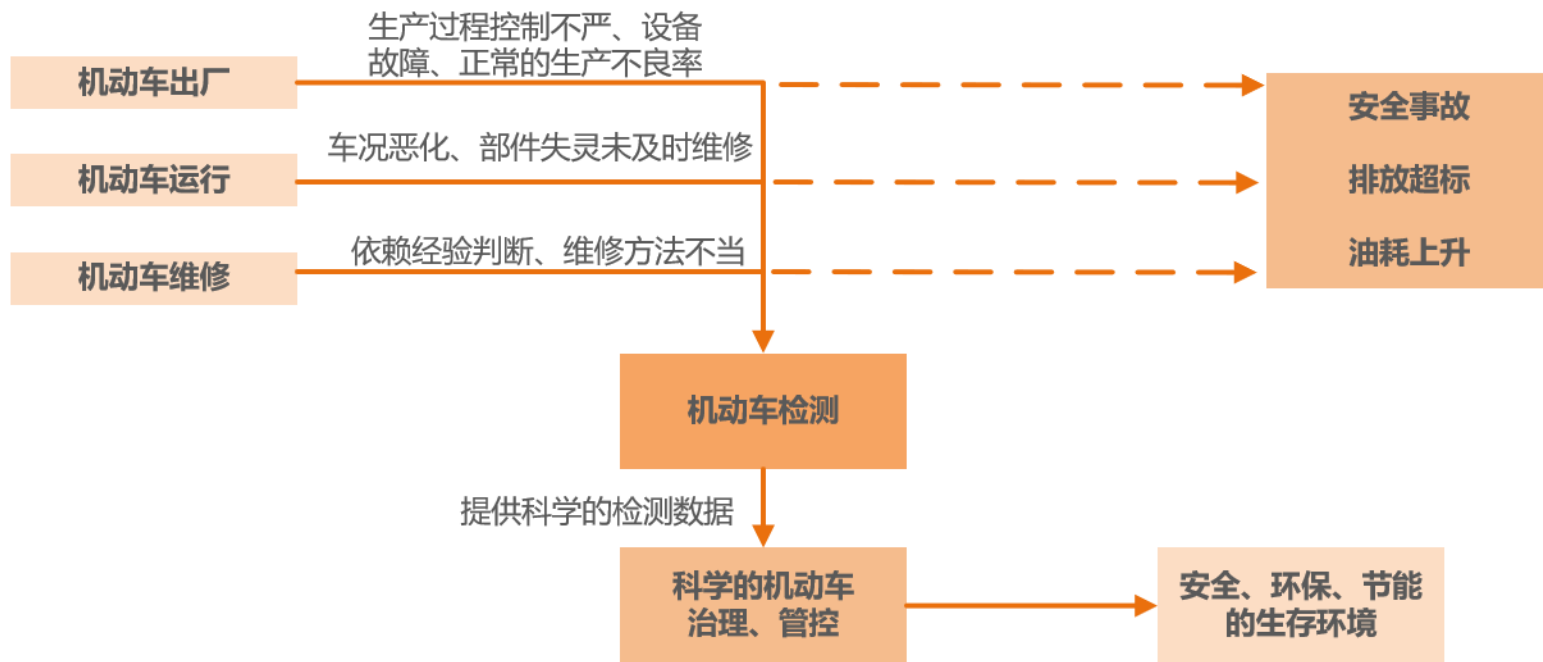 生产过程控制不严、设备
故障、正常的生产不良率
机动车出厂
安全事故
车况恶化、部件失灵未及时维修
机动车运行
排放超标
依赖经验判断、维修方法不当
机动车维修
油耗上升
机动车检测
提供科学的检测数据
科学的机动车
治理、管控
安全、环保、节能
的生存环境